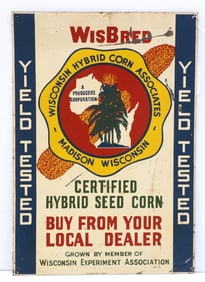 WISBRED
WISCONSIN HYBRID CORN ASSOCIATES
A
PRODUCERS
CORPORATION
- MADISON WISCONSIN -
YIELD TESTED
YIELD TESTED
CERTIFIED
HYBRID SEED CORN
BUY FROM YOUR
LOCAL DEALER
GROWN BY MEMBER OF
WISCONSIN EXPERIMENT ASSOCIATION